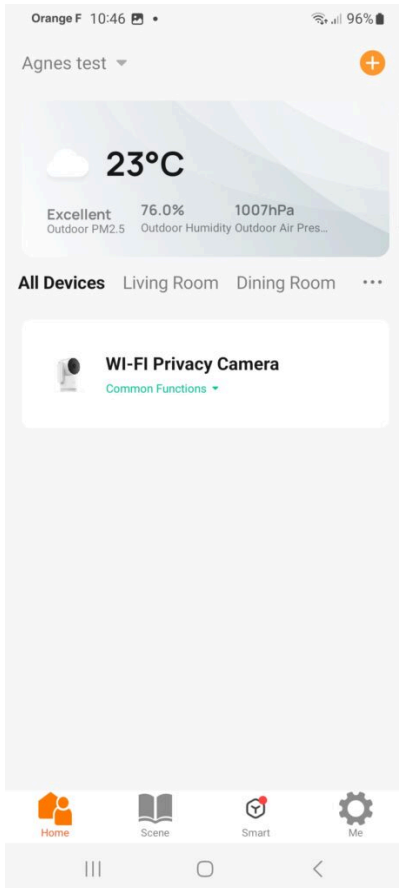 Orange F 10:46 96%
Agnes test
23°C
Excellent 76.0% 1007hPa
Outdoor PM2.5 Outdoor Humidity Outdoor Air Pres...
All Devices Living Room Dining Room ...
WI-FI Privacy Camera
Common Functions
Home Scene Smart Me